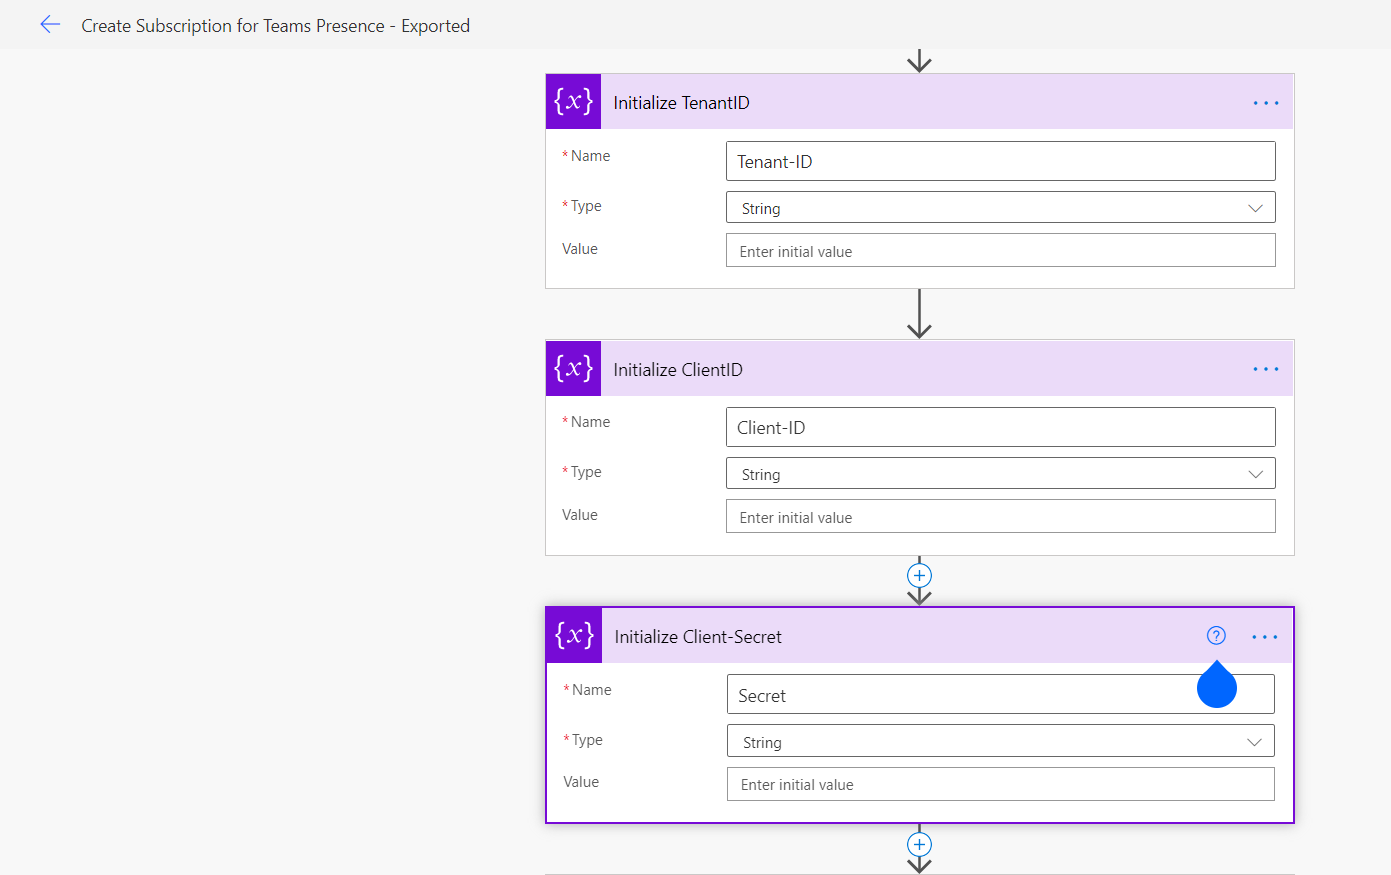 Create Subscription for Teams Presence - Exported
{x} Initialize TenantID ...
* Name Tenant-ID
* Type String
Value Enter initial value
{x} Initialize ClientID ...
* Name Client-ID
* Type String
Value Enter initial value
{x} Initialize Client-Secret ? ...
* Name Secret
* Type String
Value Enter initial value